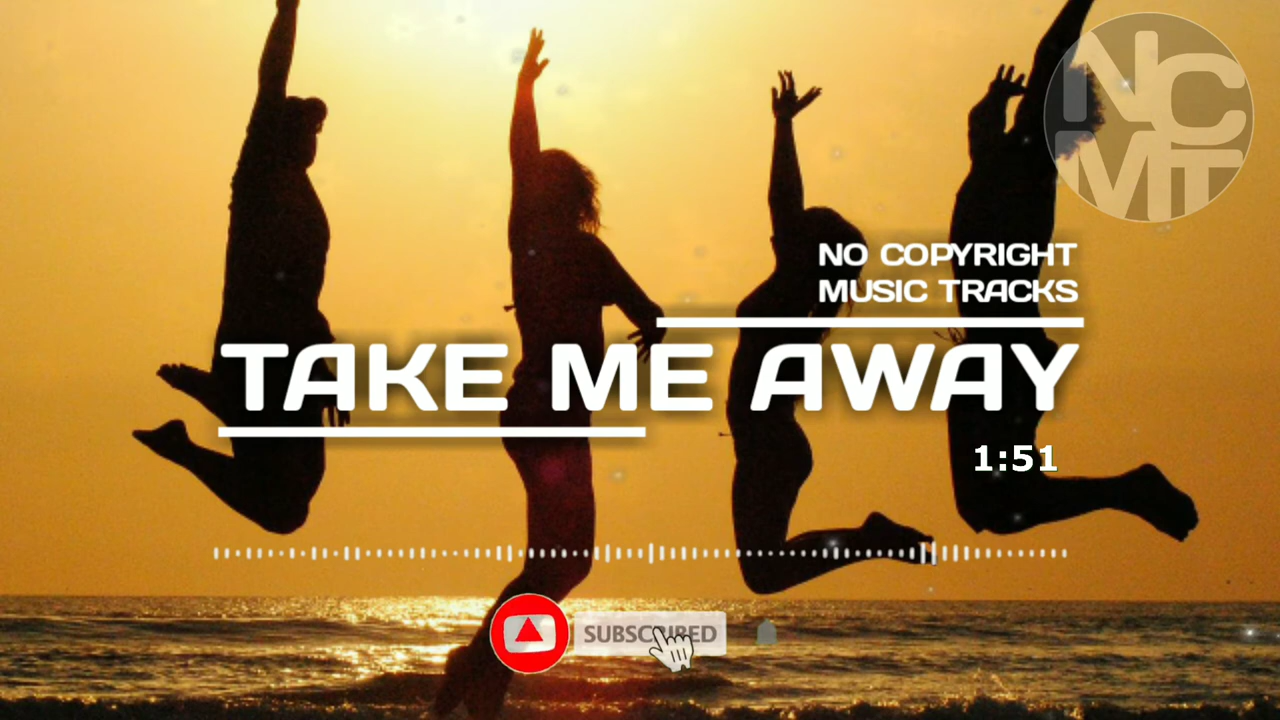 NC
MT
NO COPYRIGHT
MUSIC TRACKS
TAKE ME AWAY
1:51
SUBSCRIBED